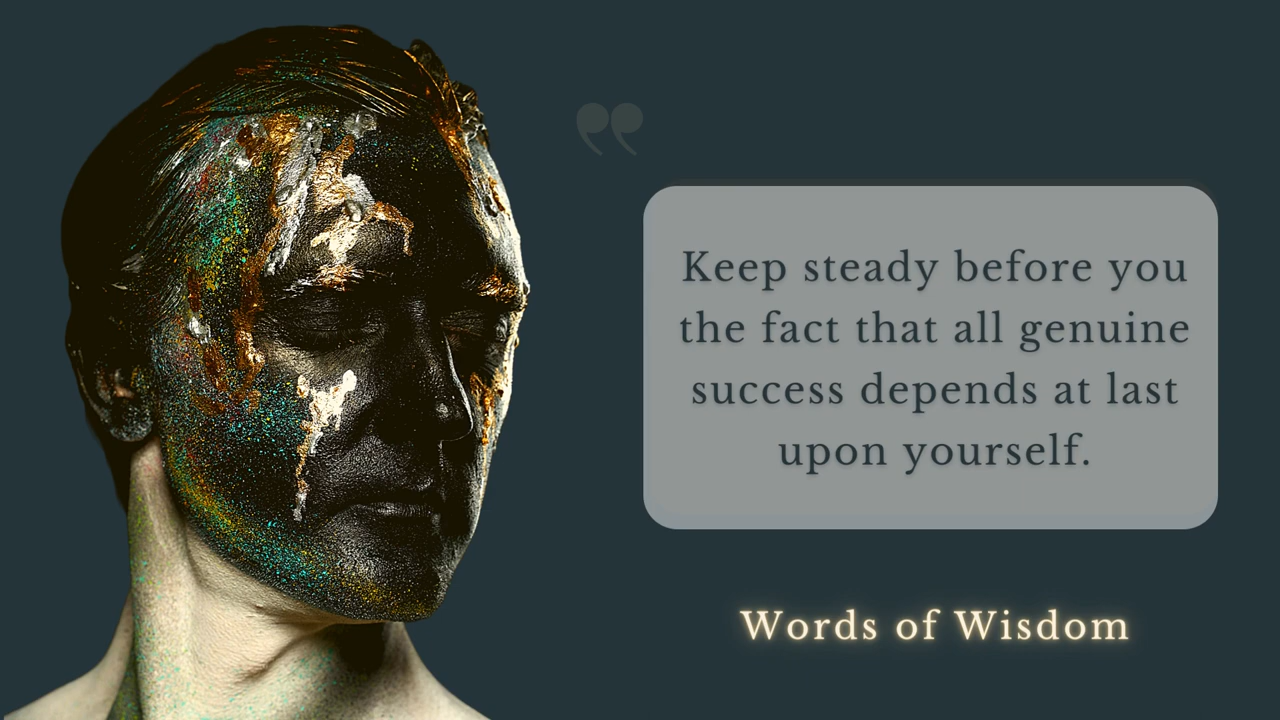 ”
Keep steady before you
the fact that all genuine
success depends at last
upon yourself.
Words of Wisdom